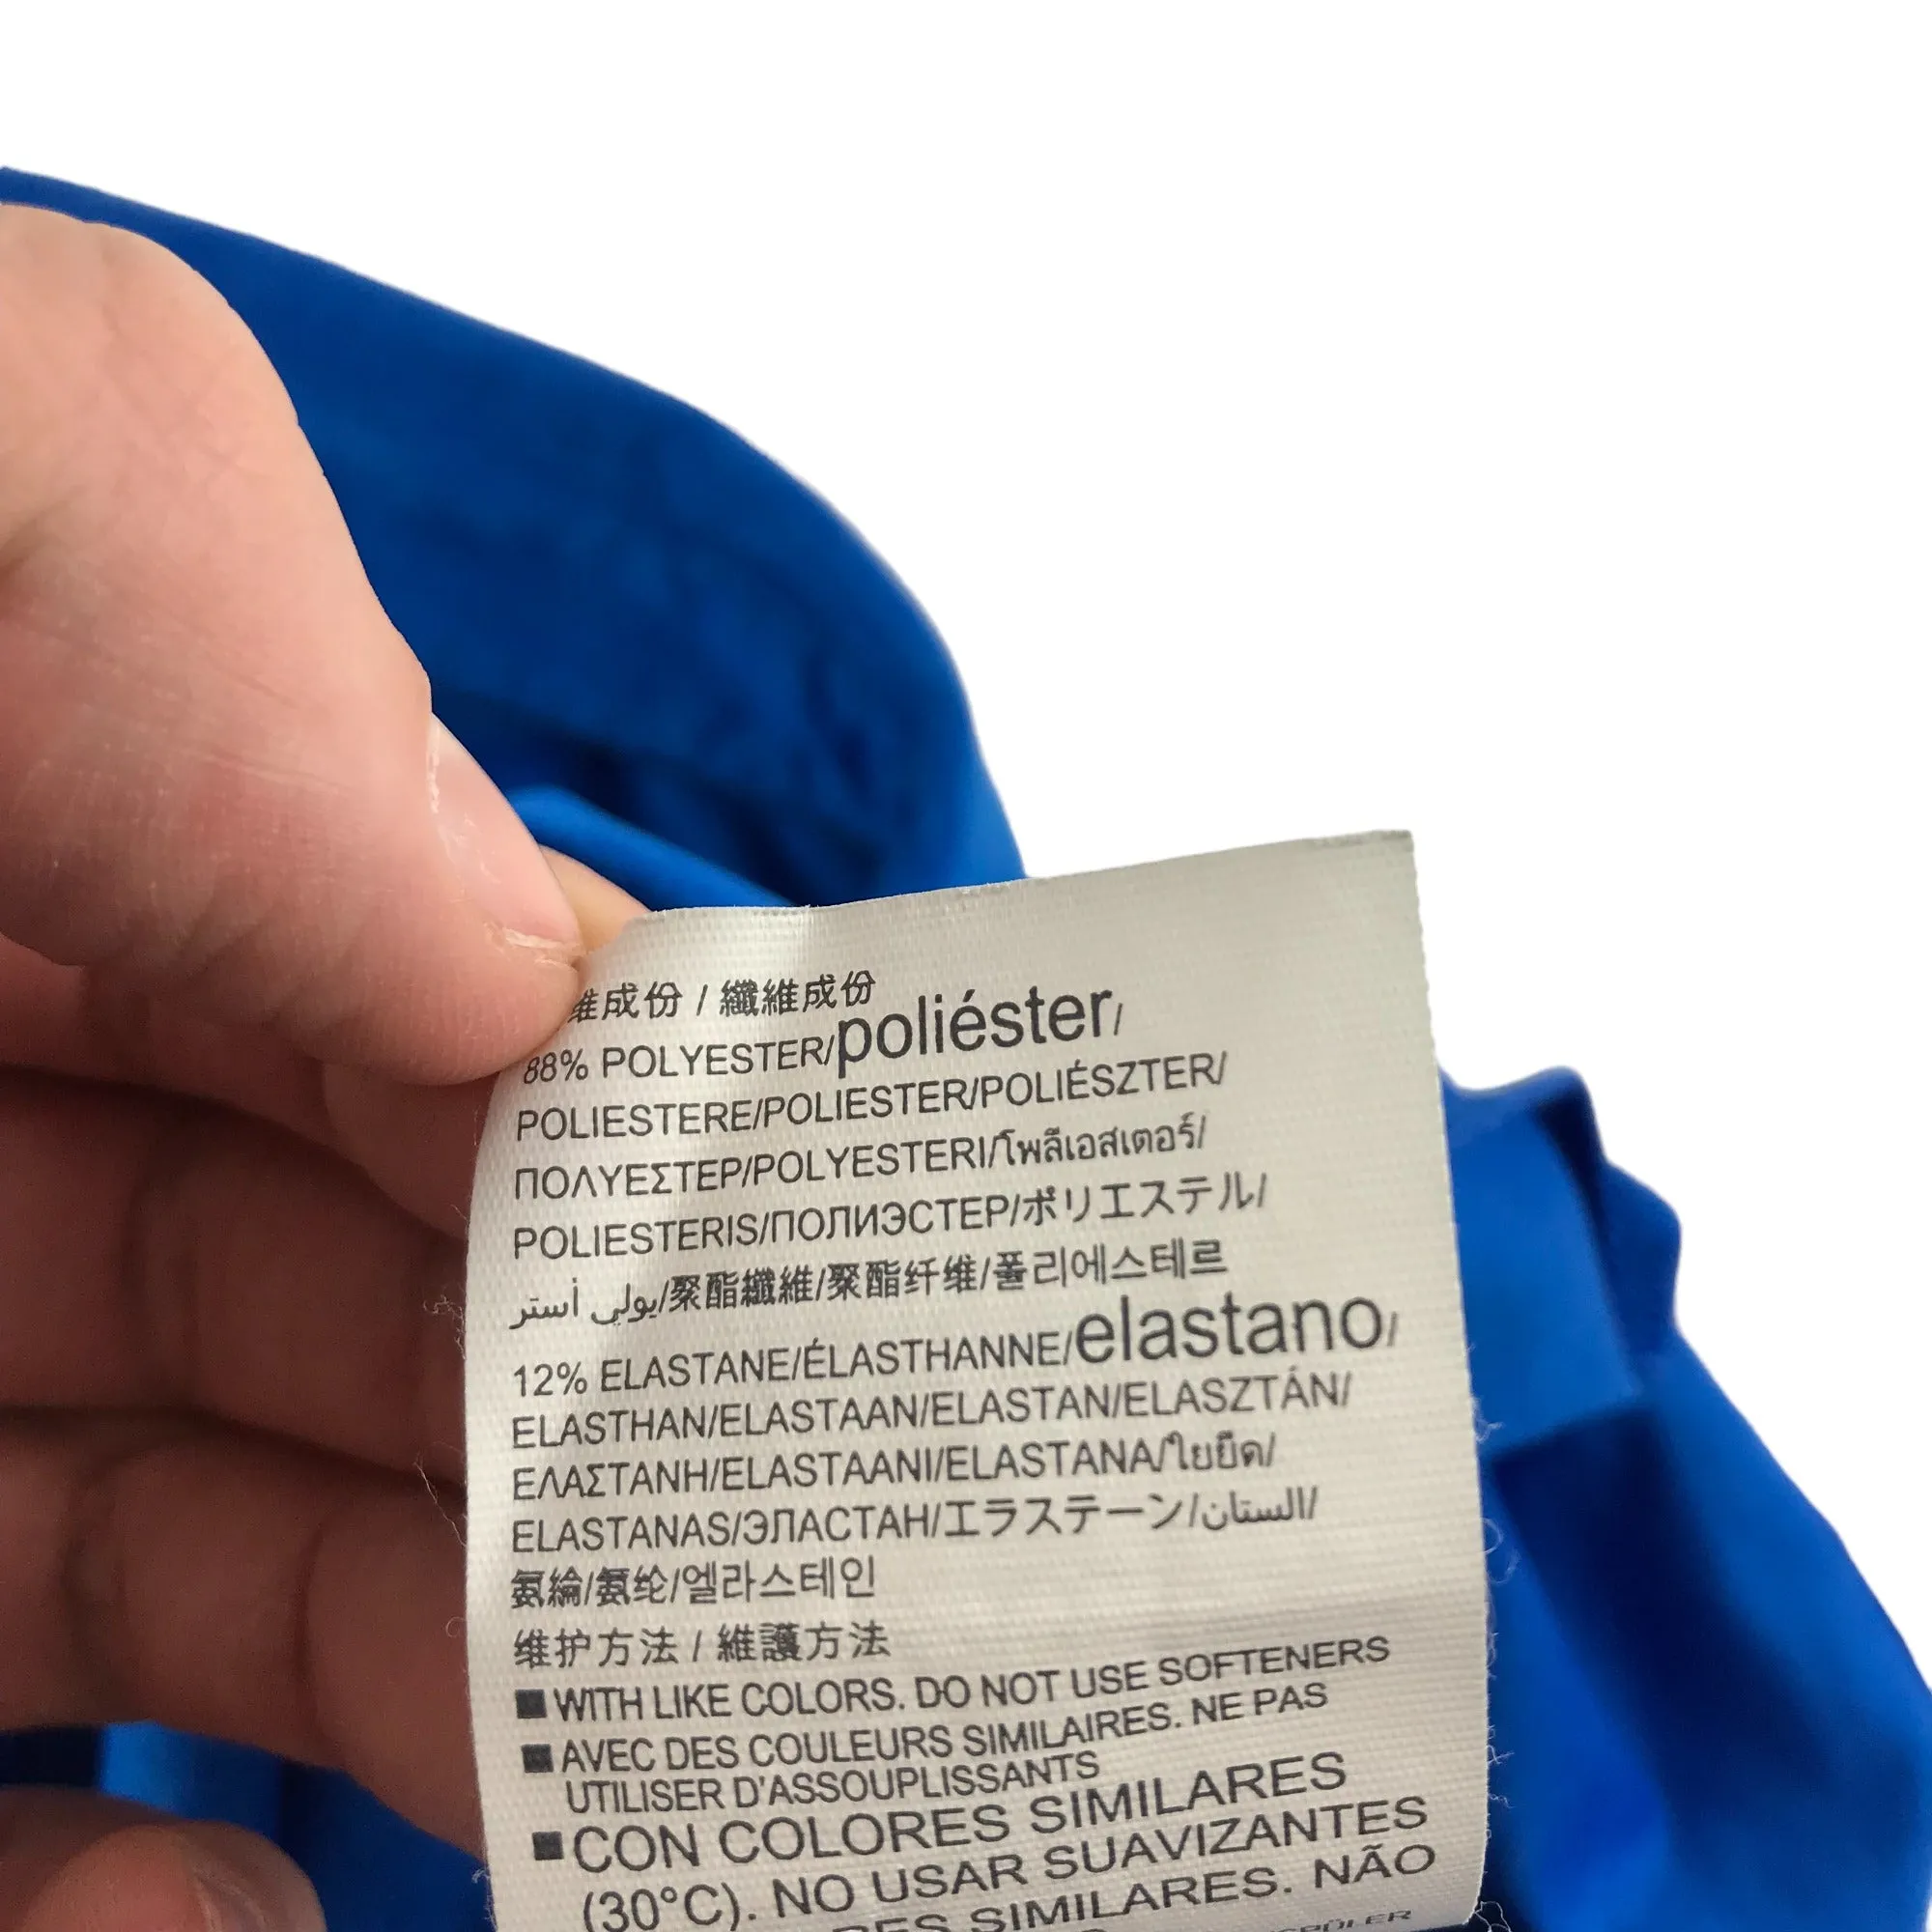 维成份 / 纖維成份
88% POLYESTER/poliéster/
POLIESTERE/POLIESTER/POLIÉSZTER/
ΠΟΛΥΕΣΤΕΡ/POLYESTERI/โพลีเอสเตอร์/
POLIESTERIS/ПОЛИЭСТЕР/ポリエステル/
بولي أستر/聚酯纖維/聚酯纤维/폴리에스테르
12% ELASTANE/ÉLASTHANNE/elastano/
ELASTHAN/ELASTAAN/ELASTAN/ELASZTÁN/
ΕΛΑΣΤΑΝΗ/ELASTAANI/ELASTANA/ใยยืด/
ELASTANAS/ЭЛАСТАН/エラステーン/الستان/
氨綸/氨纶/엘라스테인
维护方法 / 維護方法
■ WITH LIKE COLORS. DO NOT USE SOFTENERS
■ AVEC DES COULEURS SIMILAIRES. NE PAS
UTILISER D'ASSOUPLISSANTS
■ CON COLORES SIMILARES
(30°C). NO USAR SUAVIZANTES
SIMILARES. NÃO